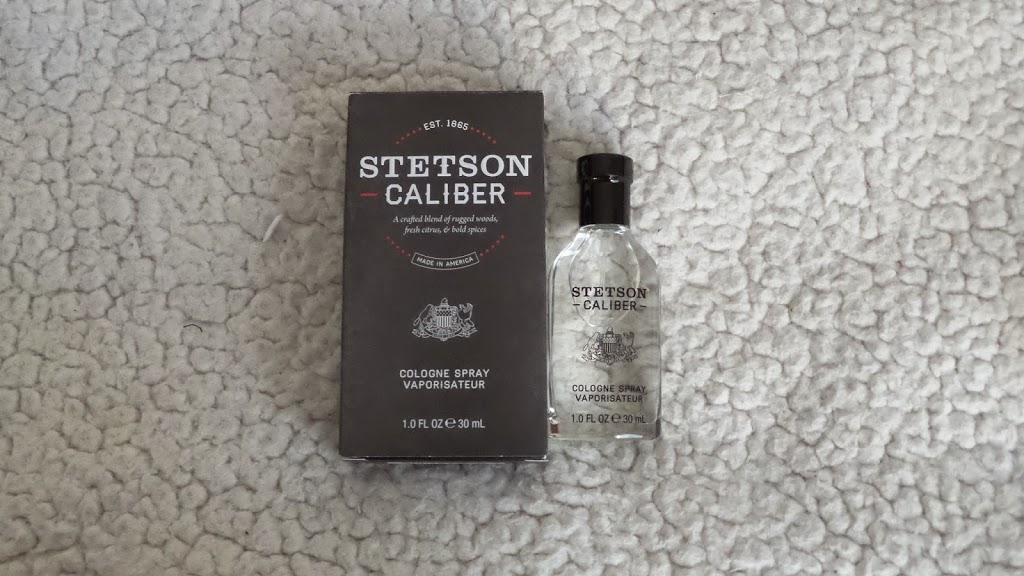 EST. 1865
STETSON
CALIBER
A crafted blend of rugged woods,
fresh citrus, & bold spices
MADE IN AMERICA
COLOGNE SPRAY
VAPORISATEUR
1.0 FL OZ ℮ 30 mL
STETSON
CALIBER
COLOGNE SPRAY
VAPORISATEUR
1.0 FL OZ ℮ 30 mL